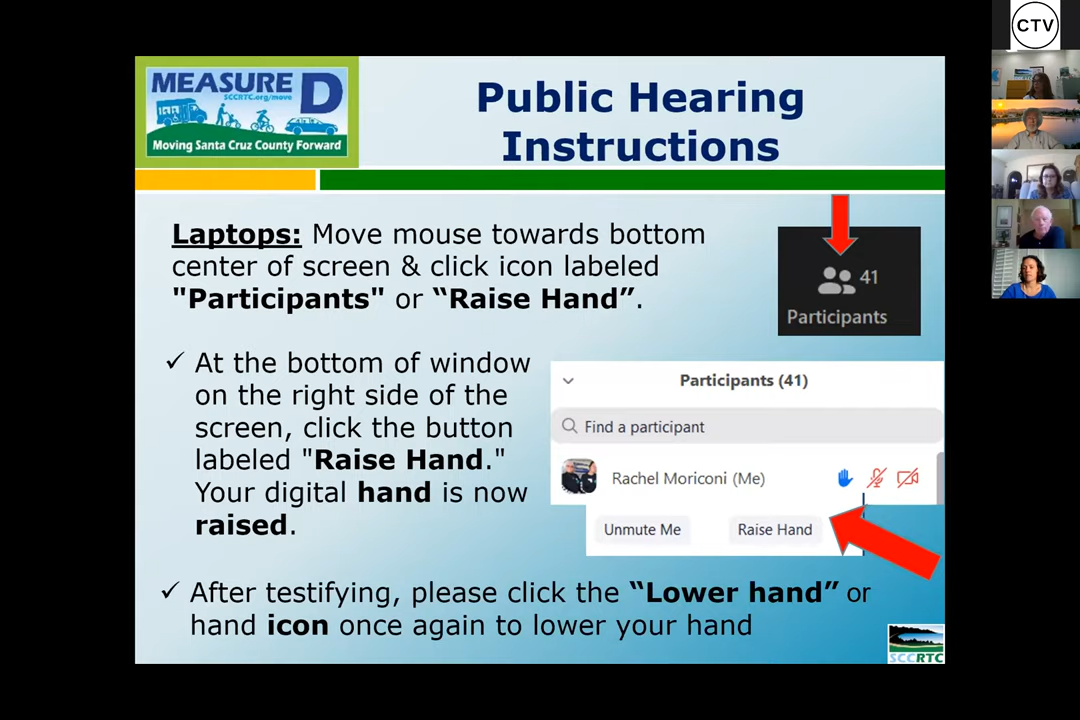 CTV
MEASURE D
SCCRTC.org/move
Moving Santa Cruz County Forward
Public Hearing
Instructions
Laptops: Move mouse towards bottom
center of screen & click icon labeled
"Participants" or “Raise Hand”.
41
Participants
✓ At the bottom of window
on the right side of the
screen, click the button
labeled "Raise Hand."
Your digital hand is now
raised.
Participants (41)
Find a participant
Rachel Moriconi (Me)
Unmute Me
Raise Hand
✓ After testifying, please click the “Lower hand” or
hand icon once again to lower your hand
SCCRTC